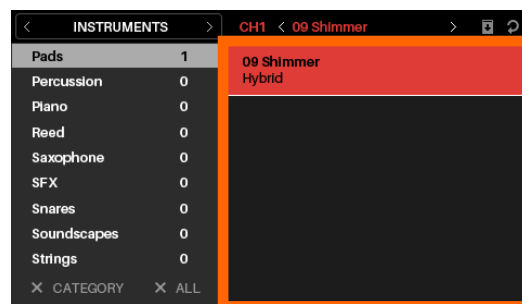 < INSTRUMENTS >
CH1 < 09 Shimmer >
Pads 1
Percussion 0
Piano 0
Reed 0
Saxophone 0
SFX 0
Snares 0
Soundscapes 0
Strings 0
X CATEGORY X ALL
09 Shimmer
Hybrid